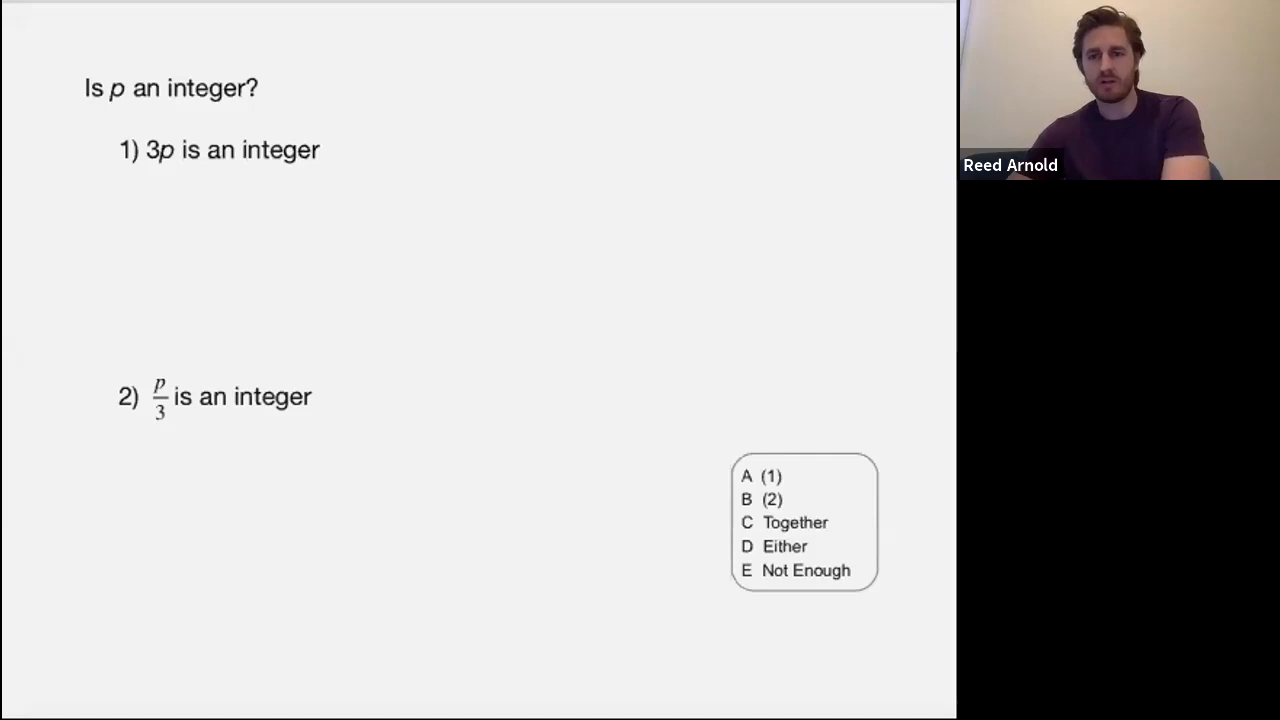 Is p an integer?
1) 3p is an integer
2) p/3 is an integer
A (1)
B (2)
C Together
D Either
E Not Enough
Reed Arnold